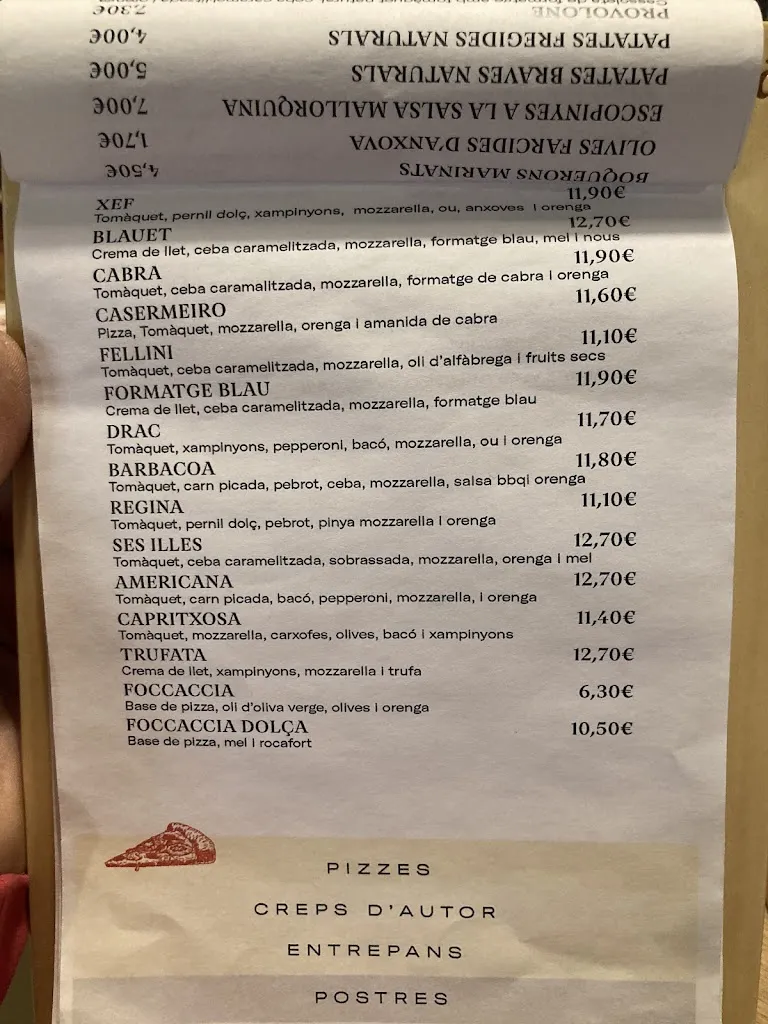 PROVOLONE 7,30€
PATATES FREGIDES NATURALS 4,00€
PATATES BRAVES NATURALS 5,00€
ESCOPINYES A LA SALSA MALLORQUINA 7,00€
OLIVES FARCIDES D'ANXOVA 1,70€
BOQUERONS MARINATS 4,50€
XEF 11,90€
Tomàquet, pernil dolç, xampinyons, mozzarella, ou, anxoves i orenga
BLAUET 12,70€
Crema de llet, ceba caramelitzada, mozzarella, formatge blau, mel i nous
CABRA 11,90€
Tomàquet, ceba caramalitzada, mozzarella, formatge de cabra i orenga
CASERMEIRO 11,60€
Pizza, Tomàquet, mozzarella, orenga i amanida de cabra
FELLINI 11,10€
Tomàquet, ceba caramelitzada, mozzarella, oli d'alfàbrega i fruits secs
FORMATGE BLAU 11,90€
Crema de llet, ceba caramelitzada, mozzarella, formatge blau
DRAC 11,70€
Tomàquet, xampinyons, pepperoni, bacó, mozzarella, ou i orenga
BARBACOA 11,80€
Tomàquet, carn picada, pebrot, ceba, mozzarella, salsa bbqi orenga
REGINA 11,10€
Tomàquet, pernil dolç, pebrot, pinya mozzarella i orenga
SES ILLES 12,70€
Tomàquet, ceba caramelitzada, sobrassada, mozzarella, orenga i mel
AMERICANA 12,70€
Tomàquet, carn picada, bacó, pepperoni, mozzarella, i orenga
CAPRITXOSA 11,40€
Tomàquet, mozzarella, carxofes, olives, bacó i xampinyons
TRUFATA 12,70€
Crema de llet, xampinyons, mozzarella i trufa
FOCCACCIA 6,30€
Base de pizza, oli d'oliva verge, olives i orenga
FOCCACCIA DOLÇA 10,50€
Base de pizza, mel i rocafort
PIZZES
CREPS D'AUTOR
ENTREPANS
POSTRES